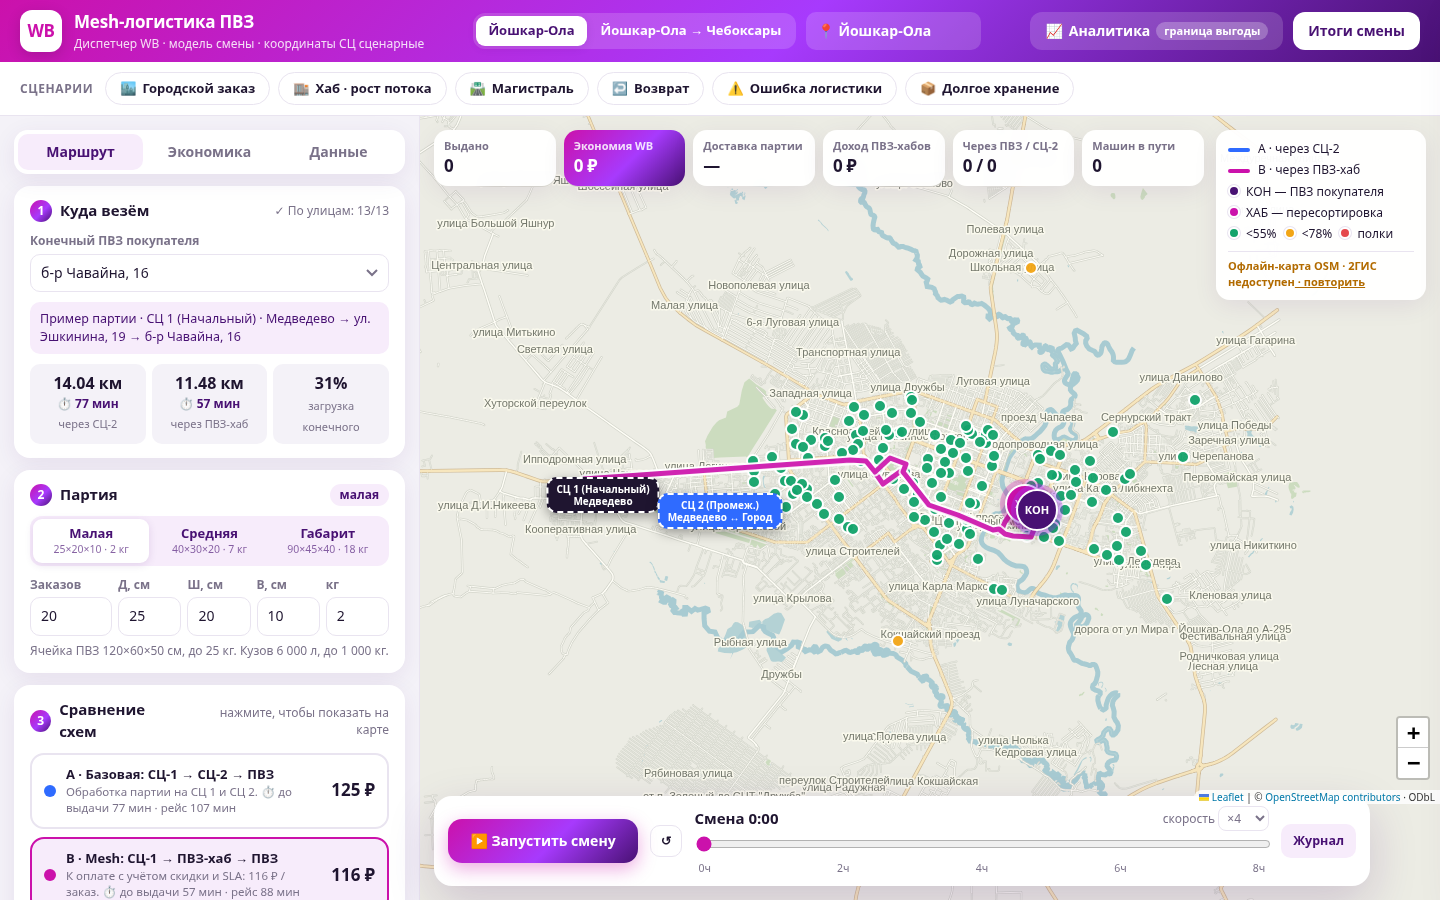 WB
Mesh-логистика ПВЗ
Диспетчер WB · модель смены · координаты СЦ сценарные
Йошкар-Ола
Йошкар-Ола → Чебоксары
Йошкар-Ола
Аналитика
граница выгоды
Итоги смены
СЦЕНАРИИ
Городской заказ
Хаб · рост потока
Магистраль
Возврат
Ошибка логистики
Долгое хранение
Маршрут
Экономика
Данные
1 Куда везём
✓ По улицам: 13/13
Конечный ПВЗ покупателя
б-р Чавайна, 16
Пример партии · СЦ 1 (Начальный) · Медведево → ул.
Эшкинина, 19 → б-р Чавайна, 16
14.04 км
77 мин
через СЦ-2
11.48 км
57 мин
через ПВЗ-хаб
31%
загрузка
конечного
2 Партия
малая
Малая
25×20×10 · 2 кг
Средняя
40×30×20 · 7 кг
Габарит
90×45×40 · 18 кг
Заказов
Д, см
Ш, см
В, см
кг
20
25
20
10
2
Ячейка ПВЗ 120×60×50 см, до 25 кг. Кузов 6 000 л, до 1 000 кг.
3 Сравнение
схем
нажмите, чтобы показать на
карте
A · Базовая: СЦ-1 → СЦ-2 → ПВЗ
Обработка партии на СЦ 1 и СЦ 2. до
выдачи 77 мин · рейс 107 мин
125 ₽
B · Mesh: СЦ-1 → ПВЗ-хаб → ПВЗ
К оплате с учётом скидки и SLA: 116 ₽ /
заказ. до выдачи 57 мин · рейс 88 мин
116 ₽
Выдано
0
Экономия WB
0 ₽
Доставка партии
—
Доход ПВЗ-хабов
0 ₽
Через ПВЗ / СЦ-2
0 / 0
Машин в пути
0
A · через СЦ-2
B · через ПВЗ-хаб
КОН — ПВЗ покупателя
ХАБ — пересортировка
<55%
<78%
полки
Офлайн-карта OSM · 2ГИС
недоступен · повторить
улица Большой Яшнур
Полевая улица
Дорожная улица
Центральная улица
Новополевая улица
Малая улица
6-я Луговая улица
улица Митькино
Светлая улица
Транспортная улица
улица Гагарина
улица Дружбы
Луговая улица
улица Данилово
Западная улица
Хуторской переулок
проезд Чапаева
Сернурский тракт
улица Победы
Заречная улица
Черепанова
Ипподромная улица
Первомайская улица
СЦ 1 (Начальный)
Медведево
СЦ 2 (Промеж.)
Медведево ↔ Город
КОН
улица Д.И.Никеева
Кооперативная улица
улица Строителей
улица Никиткино
улица Крылова
улица Карла Маркса
улица Луначарского
Кленовая улица
Рыбная улица
Кокшайский проезд
дорога от ул Мира г Йошкар-Ола до А-295
Фестивальная улица
Родничковая улица
Лесная улица
Дружбы
улица Полева
улица
улица Нолька
Кедровая улица
Рябиновая улица
переулок Строителей
улица Кокшайская
улица Радужная
+
−
Leaflet | © OpenStreetMap contributors · ODbL
Запустить смену
↺
Смена 0:00
скорость
×4
0ч
2ч
4ч
6ч
8ч
Журнал